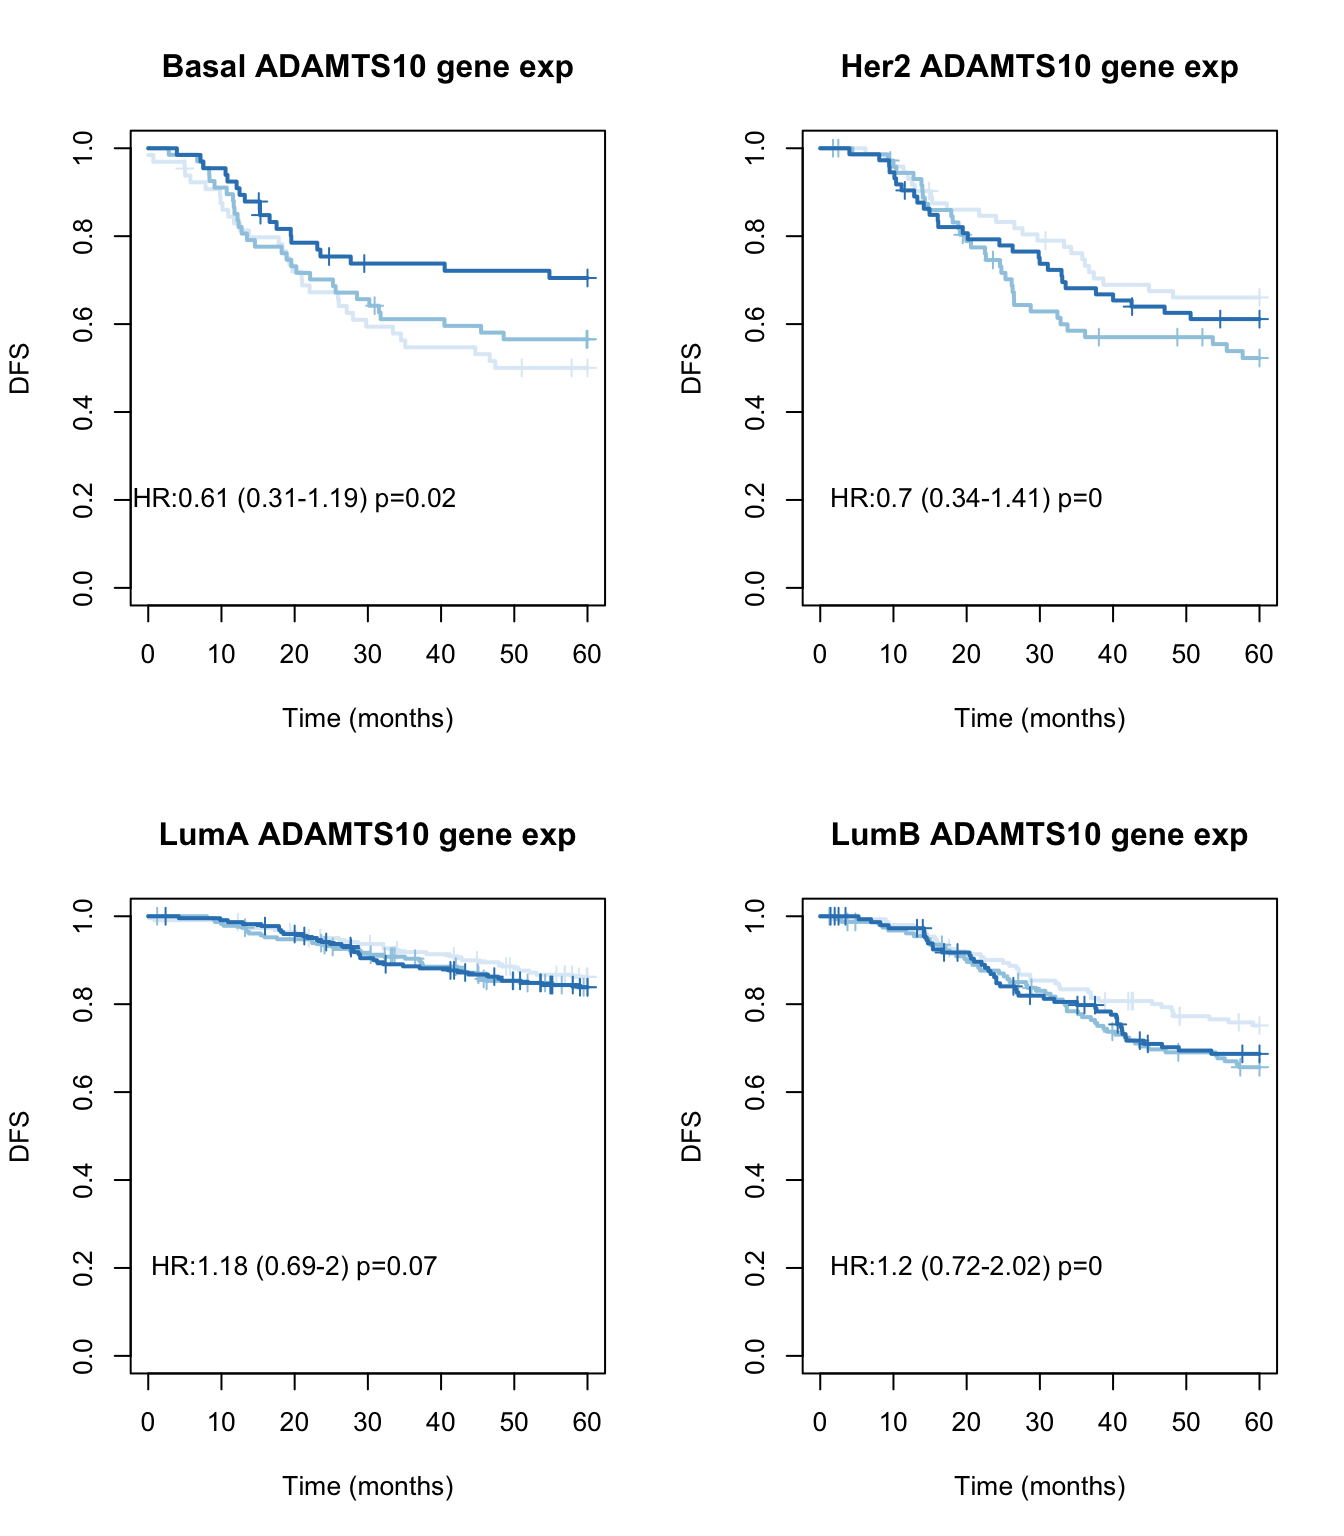 Basal ADAMTS10 gene exp
DFS
1.0
0.8
0.6
0.4
0.2
0.0
HR:0.61 (0.31-1.19) p=0.02
0 10 20 30 40 50 60
Time (months)
Her2 ADAMTS10 gene exp
DFS
1.0
0.8
0.6
0.4
0.2
0.0
HR:0.7 (0.34-1.41) p=0
0 10 20 30 40 50 60
Time (months)
LumA ADAMTS10 gene exp
DFS
1.0
0.8
0.6
0.4
0.2
0.0
HR:1.18 (0.69-2) p=0.07
0 10 20 30 40 50 60
Time (months)
LumB ADAMTS10 gene exp
DFS
1.0
0.8
0.6
0.4
0.2
0.0
HR:1.2 (0.72-2.02) p=0
0 10 20 30 40 50 60
Time (months)